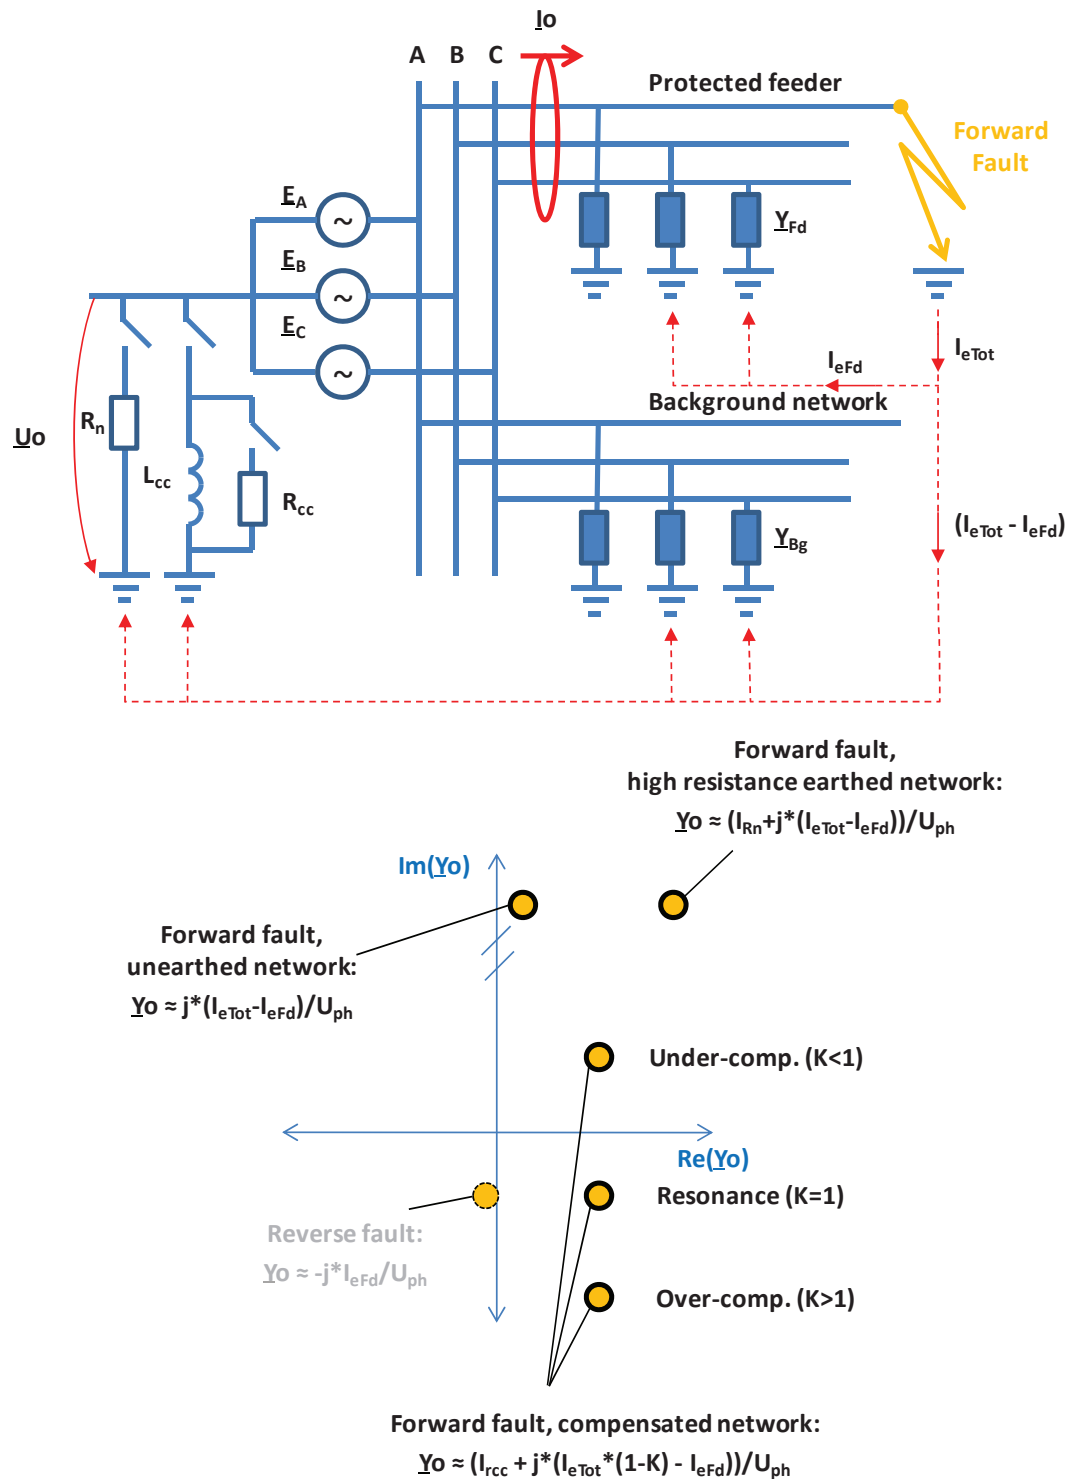 Io
A B C
Protected feeder
Forward
Fault
EA
YFd
EB
EC
IeTot
IeFd
Background network
Rn
Uo
Lcc
Rcc
YBg
(IeTot - IeFd)
Forward fault,
high resistance earthed network:
Yo ≈ (IRn+j*(IeTot-IeFd))/Uph
Im(Yo)
Forward fault,
unearthed network:
Yo ≈ j*(IeTot-IeFd)/Uph
Under-comp. (K<1)
Re(Yo)
Resonance (K=1)
Reverse fault:
Yo ≈ -j*IeFd/Uph
Over-comp. (K>1)
Forward fault, compensated network:
Yo ≈ (Ircc + j*(IeTot*(1-K) - IeFd))/Uph